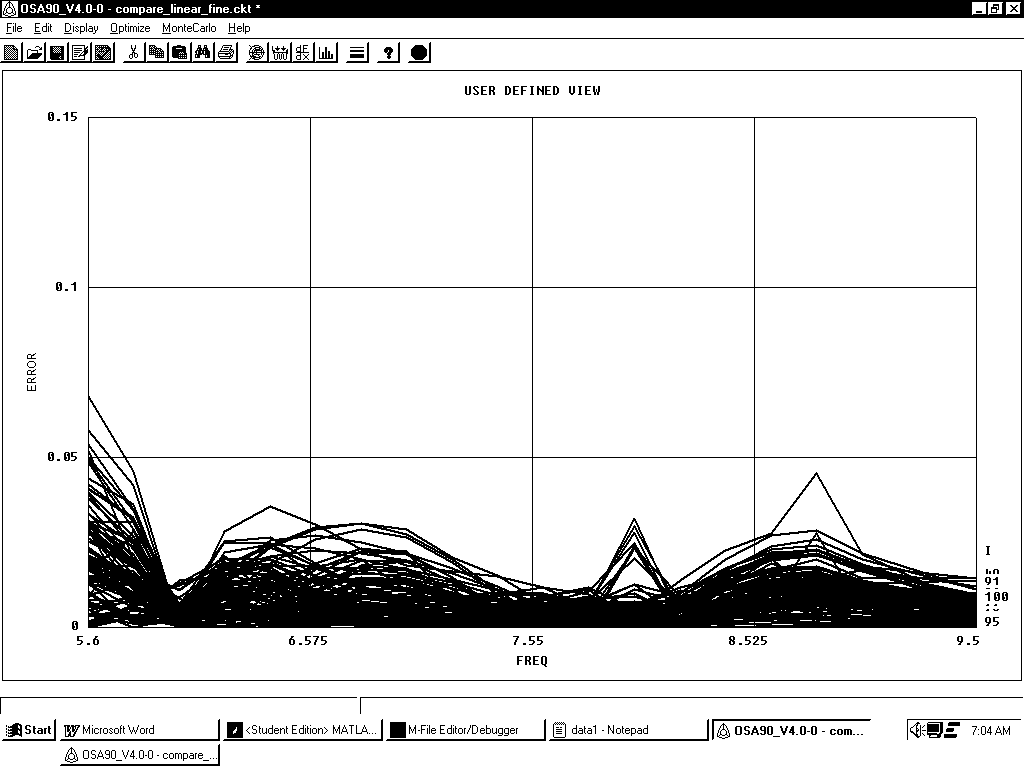 OSA90_V4.0-0 - compare_linear_fine.ckt *
File Edit Display Optimize MonteCarlo Help
USER DEFINED VIEW
0.15
0.1
ERROR
0.05
I
91
100
95
0
5.6 6.575 7.55 8.525 9.5
FREQ
Start Microsoft Word <Student Edition> MATLA... M-File Editor/Debugger data1 - Notepad OSA90_V4.0-0 - com... 7:04 AM
OSA90_V4.0-0 - compare_...